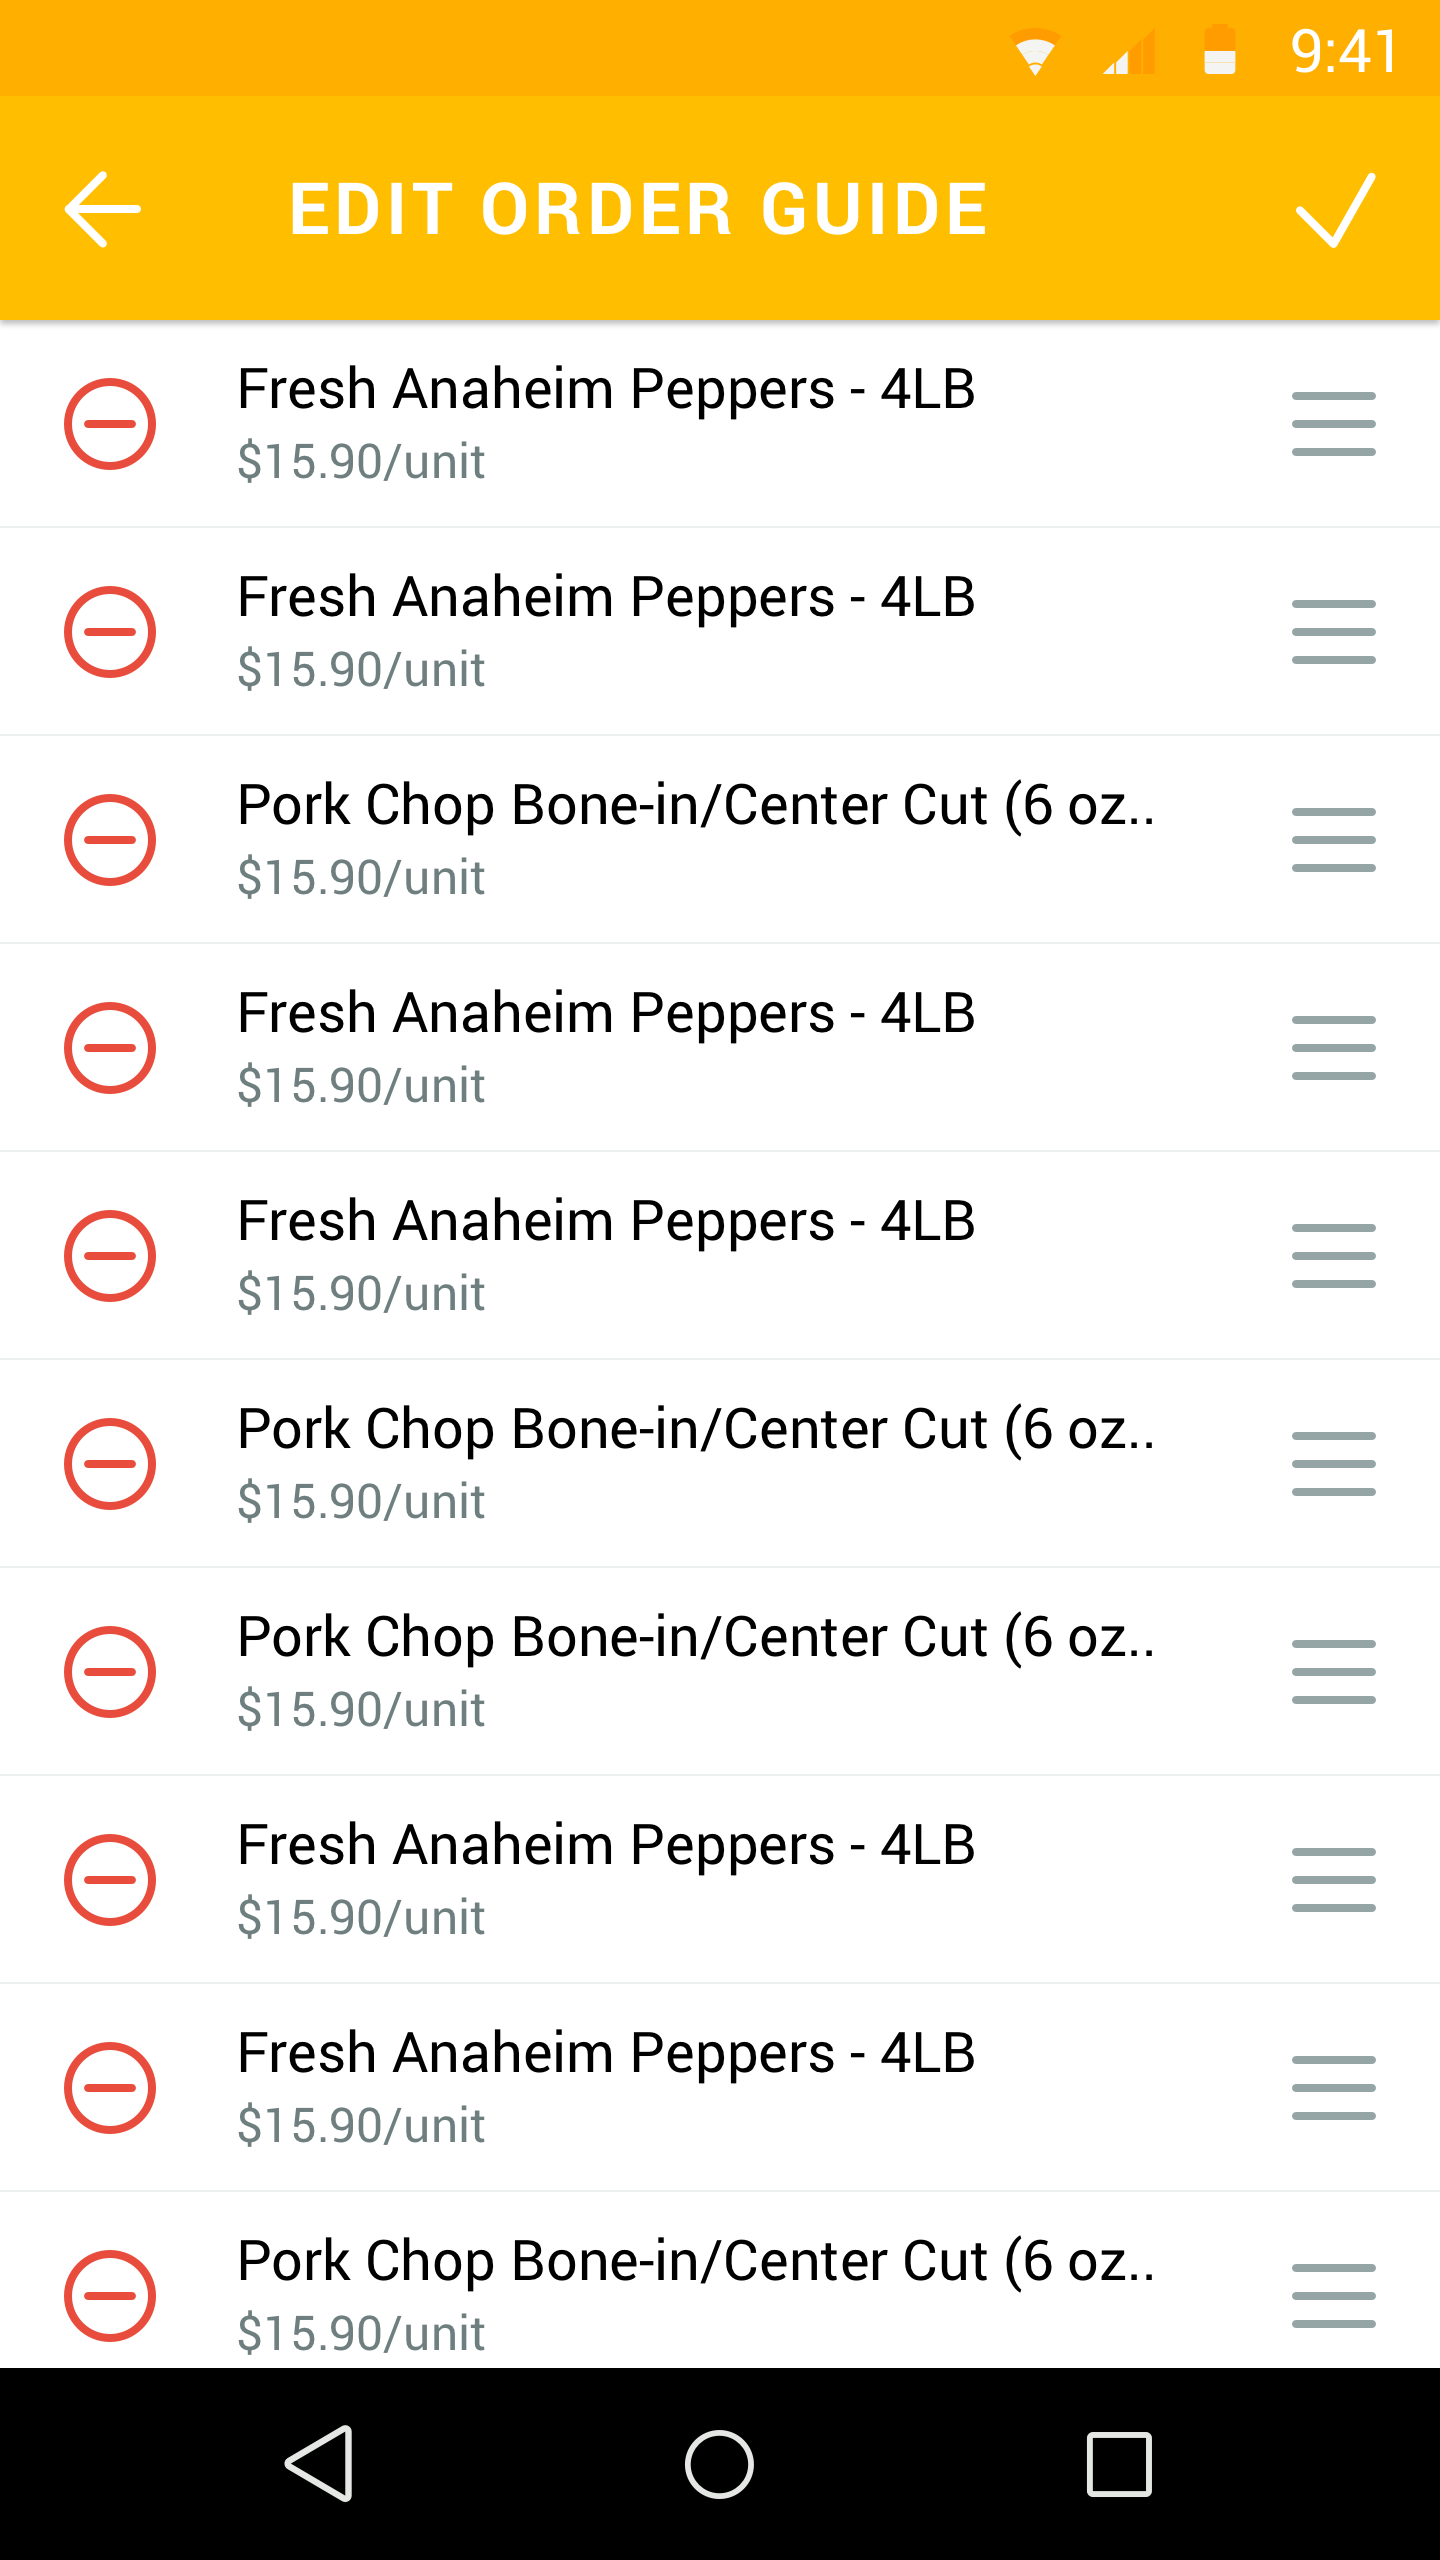 9:41
EDIT ORDER GUIDE
Fresh Anaheim Peppers - 4LB
$15.90/unit
Fresh Anaheim Peppers - 4LB
$15.90/unit
Pork Chop Bone-in/Center Cut (6 oz..
$15.90/unit
Fresh Anaheim Peppers - 4LB
$15.90/unit
Fresh Anaheim Peppers - 4LB
$15.90/unit
Pork Chop Bone-in/Center Cut (6 oz..
$15.90/unit
Pork Chop Bone-in/Center Cut (6 oz..
$15.90/unit
Fresh Anaheim Peppers - 4LB
$15.90/unit
Fresh Anaheim Peppers - 4LB
$15.90/unit
Pork Chop Bone-in/Center Cut (6 oz..
$15.90/unit